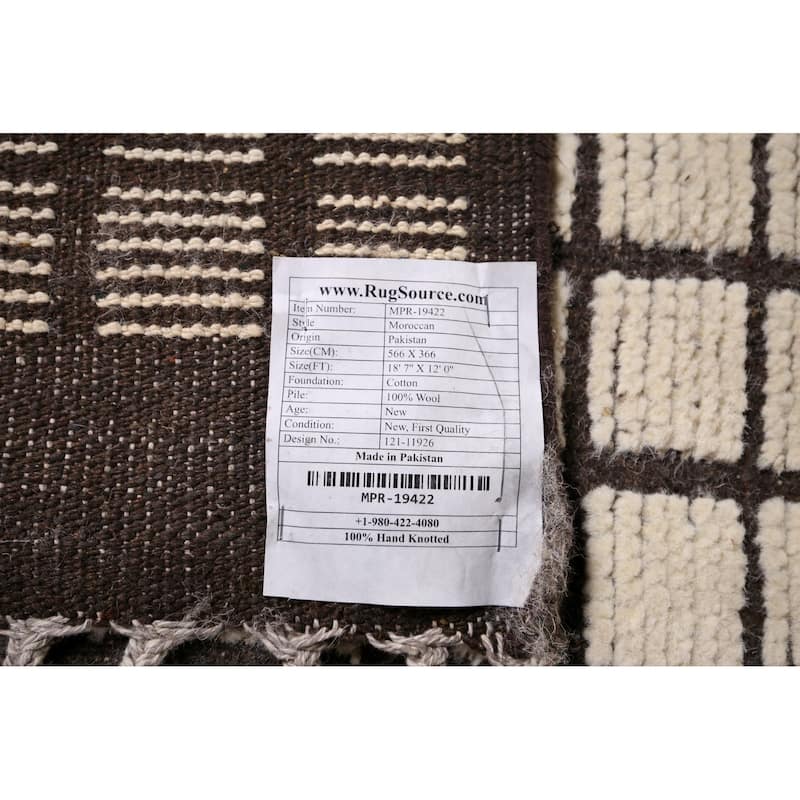 www.RugSource.com
Item Number: MPR-19422
Style Moroccan
Origin Pakistan
Size(CM): 566 X 366
Size(FT): 18' 7" X 12' 0"
Foundation: Cotton
Pile: 100% Wool
Age: New
Condition: New, First Quality
Design No.: 121-11926
Made in Pakistan
MPR-19422
+1-980-422-4080
100% Hand Knotted